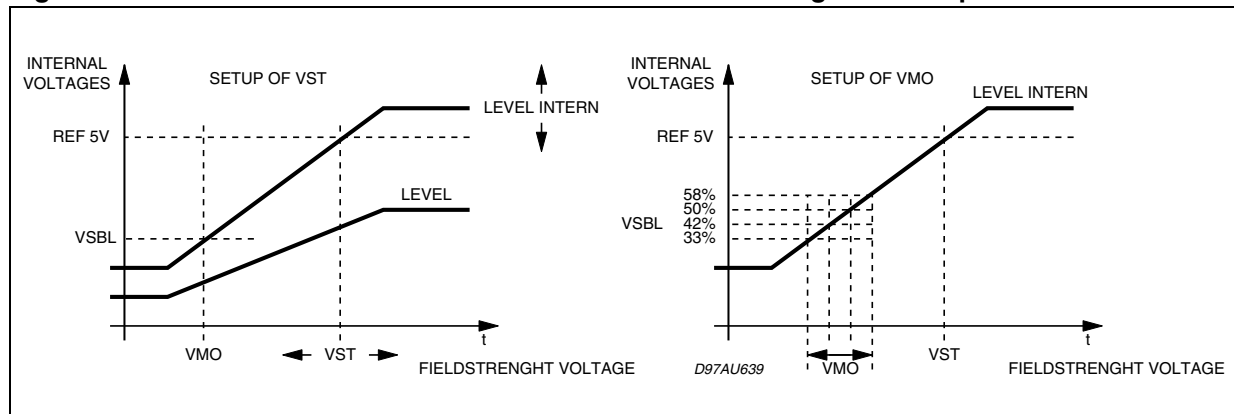 INTERNAL
VOLTAGES
SETUP OF VST
LEVEL INTERN
REF 5V
LEVEL
VSBL
t
VMO
VST
FIELDSTRENGHT VOLTAGE
INTERNAL
VOLTAGES
SETUP OF VMO
LEVEL INTERN
REF 5V
58%
50%
VSBL
42%
33%
t
D97AU639
VMO
VST
FIELDSTRENGHT VOLTAGE